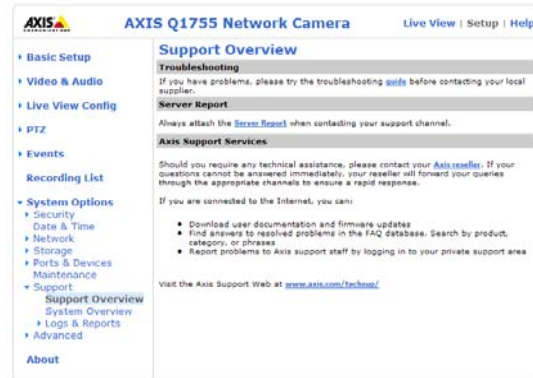 AXIS
COMMUNICATIONS
AXIS Q1755 Network Camera
Live View | Setup | Help
Basic Setup
Video & Audio
Live View Config
PTZ
Events
Recording List
System Options
Security
Date & Time
Network
Storage
Ports & Devices
Maintenance
Support
Support Overview
System Overview
Logs & Reports
Advanced
About
Support Overview
Troubleshooting
If you have problems, please try the troubleshooting guide before contacting your local
supplier.
Server Report
Always attach the Server Report when contacting your support channel.
Axis Support Services
Should you require any technical assistance, please contact your Axis reseller. If your
questions cannot be answered immediately, your reseller will forward your queries
through the appropriate channels to ensure a rapid response.
If you are connected to the Internet, you can:
Download user documentation and firmware updates
Find answers to resolved problems in the FAQ database. Search by product,
category, or phrases
Report problems to Axis support staff by logging in to your private support area
Visit the Axis Support Web at www.axis.com/techsup/